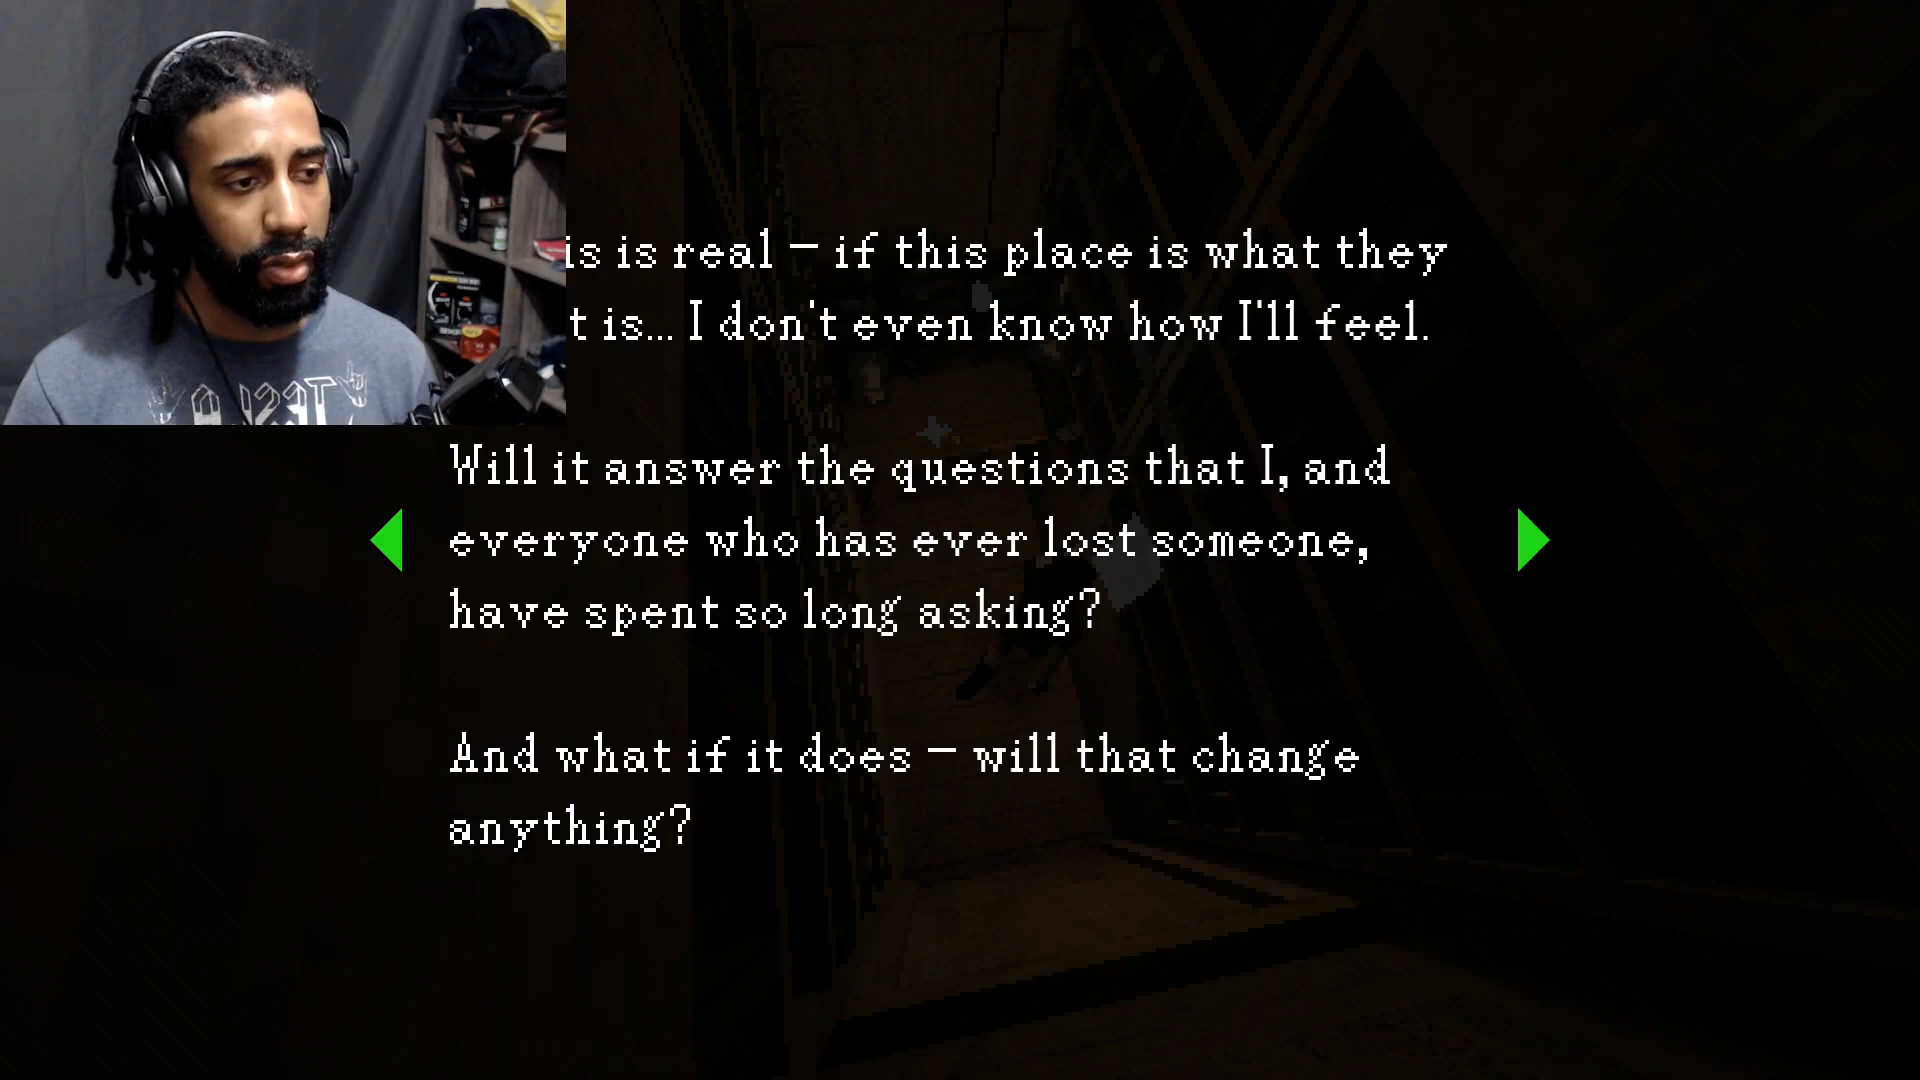 is is real – if this place is what they
t is... I don't even know how I'll feel.
Will it answer the questions that I, and
everyone who has ever lost someone,
have spent so long asking?
And what if it does – will that change
anything?